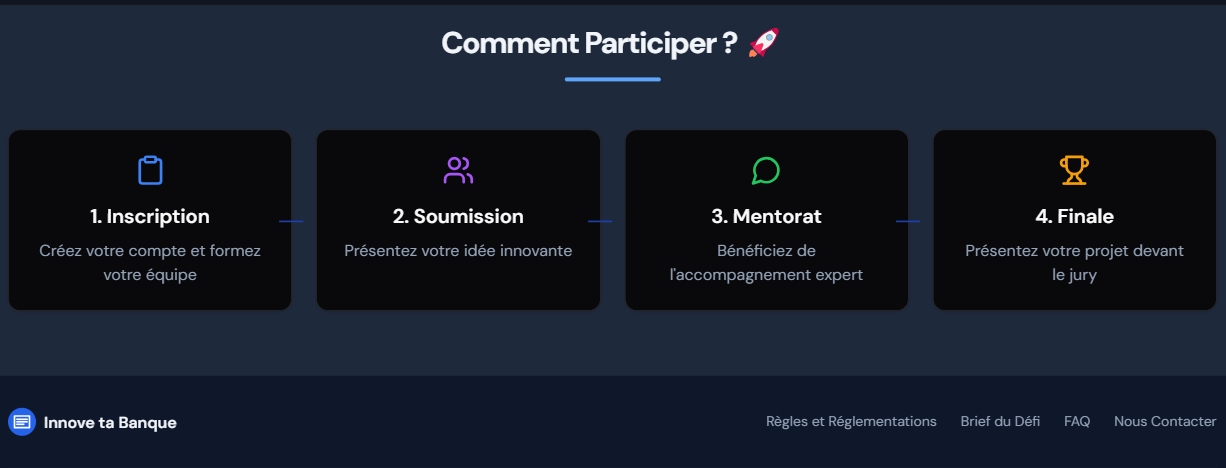 Comment Participer ? 🚀
1. Inscription
Créez votre compte et formez
votre équipe
2. Soumission
Présentez votre idée innovante
3. Mentorat
Bénéficiez de
l'accompagnement expert
4. Finale
Présentez votre projet devant
le jury
Innove ta Banque
Règles et Réglementations
Brief du Défi
FAQ
Nous Contacter